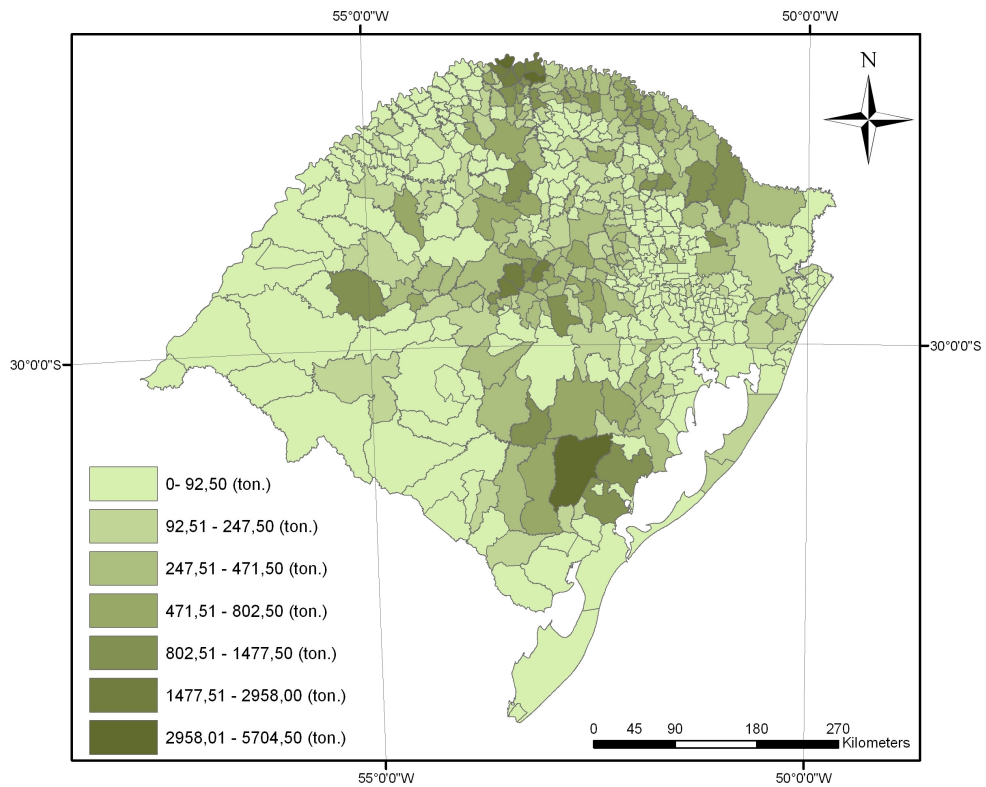 55°0'0"W 50°0'0"W
N
30°0'0"S 30°0'0"S
0- 92,50 (ton.)
92,51 - 247,50 (ton.)
247,51 - 471,50 (ton.)
471,51 - 802,50 (ton.)
802,51 - 1477,50 (ton.)
1477,51 - 2958,00 (ton.)
2958,01 - 5704,50 (ton.)
0 45 90 180 270
Kilometers
55°0'0"W 50°0'0"W